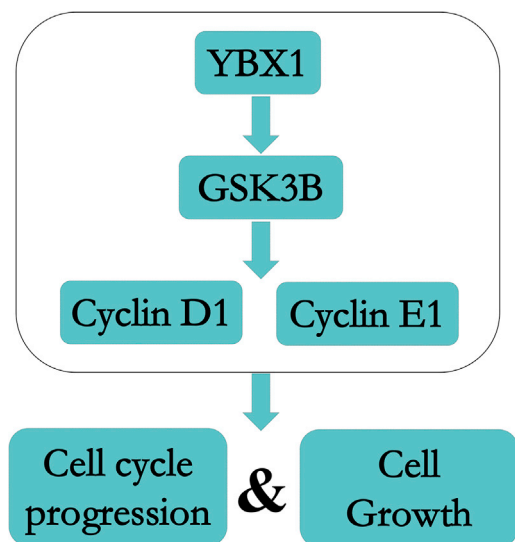 YBX1
GSK3B
Cyclin D1
Cyclin E1
Cell cycle
progression
&
Cell
Growth